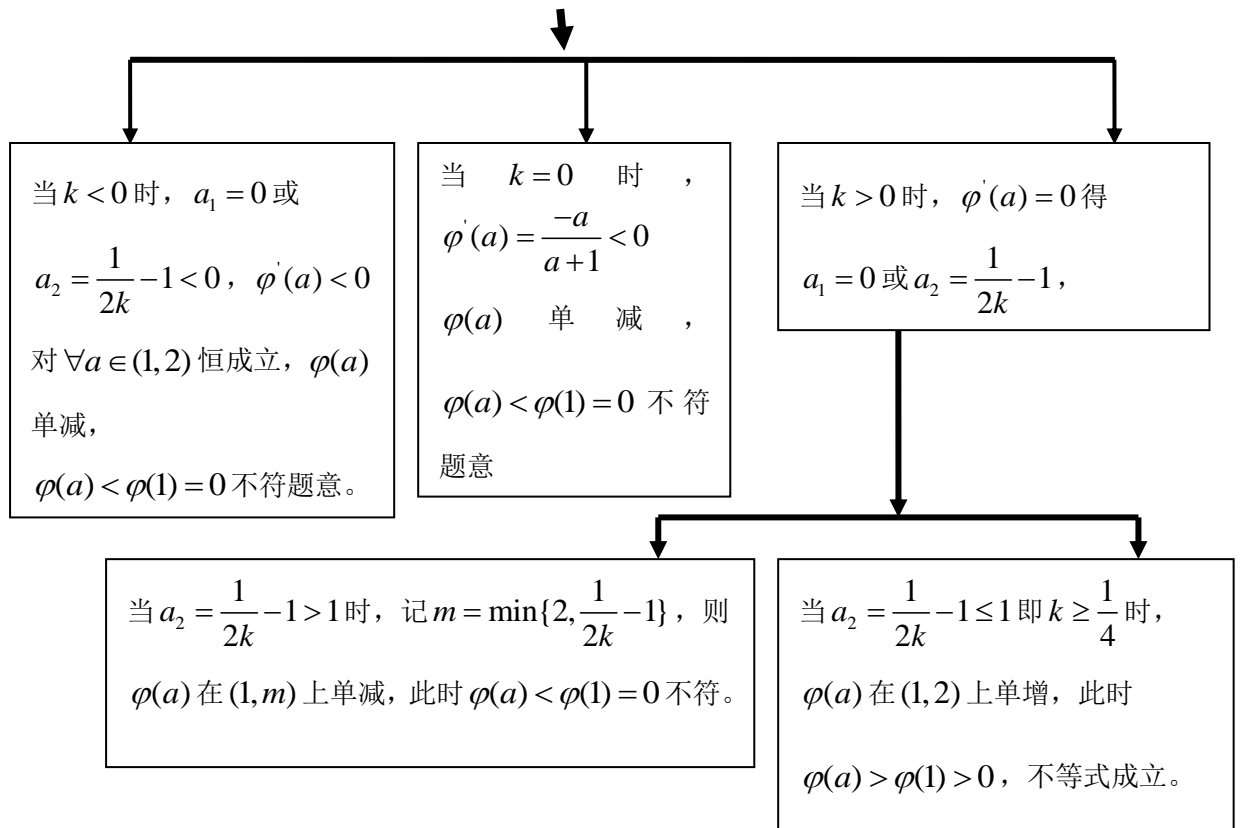 当 k < 0 时，a₁ = 0 或
a₂ = 1/(2k) − 1 < 0，φ'(a) < 0
对 ∀a ∈ (1, 2) 恒成立，φ(a)
单减，
φ(a) < φ(1) = 0 不符题意。
当 k = 0 时，
φ'(a) = −a/(a+1) < 0
φ(a) 单减，
φ(a) < φ(1) = 0 不符
题意
当 k > 0 时，φ'(a) = 0 得
a₁ = 0 或 a₂ = 1/(2k) − 1，
当 a₂ = 1/(2k) − 1 > 1 时，记 m = min{2, 1/(2k) − 1}，则
φ(a) 在 (1, m) 上单减，此时 φ(a) < φ(1) = 0 不符。
当 a₂ = 1/(2k) − 1 ≤ 1 即 k ≥ 1/4 时，
φ(a) 在 (1, 2) 上单增，此时
φ(a) > φ(1) > 0，不等式成立。